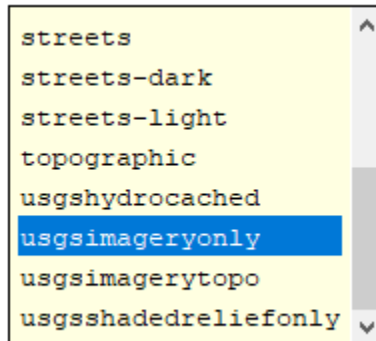 streets
streets-dark
streets-light
topographic
usgshydrocached
usgsimageryonly
usgsimagerytopo
usgsshadedreliefonly